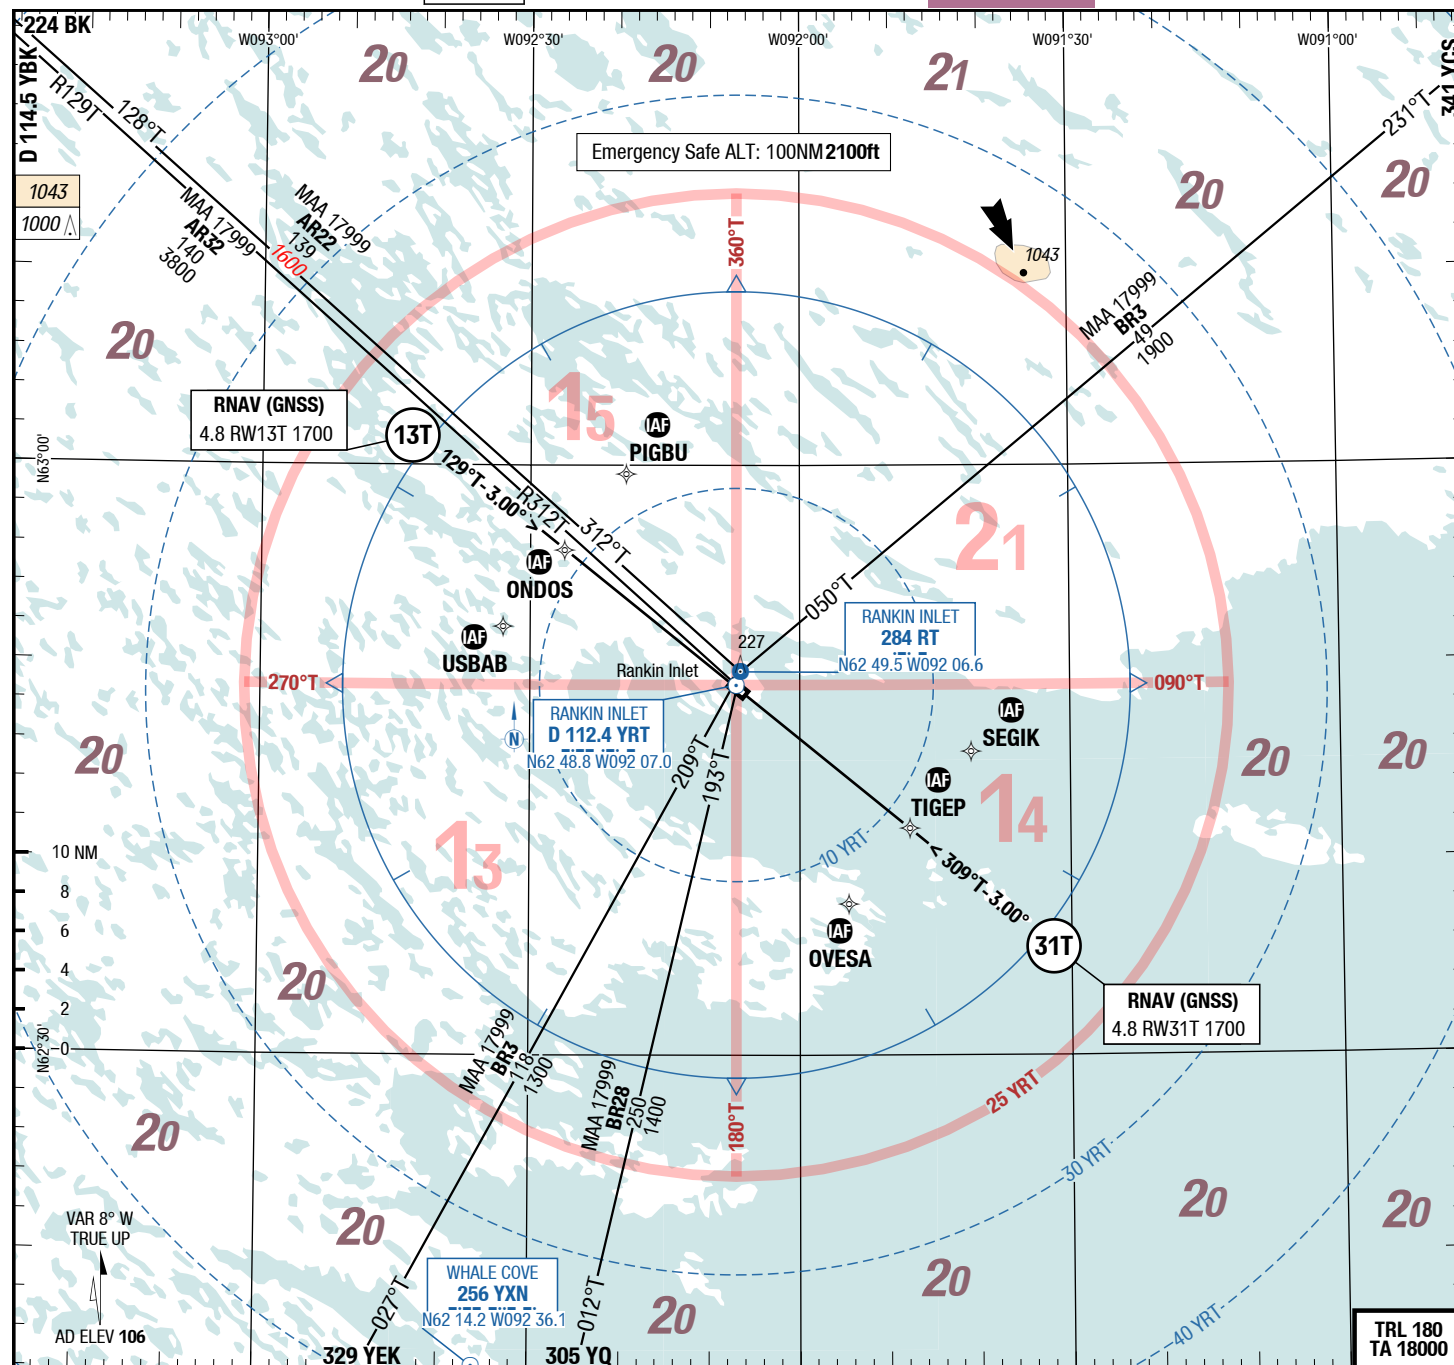 224 BK
W093°00'
W092°30'
W092°00'
W091°30'
W091°00'
D 114.5 YBK
341 YCS
20
20
21
R129T
128°T
231°T
Emergency Safe ALT: 100NM 2100ft
1043
1000
20
20
MAA 17999
AR32
140
3800
MAA 17999
AR22
139
1600
360°T
1043
MAA 17999
BR3
49
1900
20
RNAV (GNSS)
4.8 RW13T 1700
13T
15
IAF
PIGBU
N63°00'
129°T- 3.00° >
R312T
312°T
21
IAF
ONDOS
050°T
RANKIN INLET
284 RT
N62 49.5 W092 06.6
IAF
USBAB
227
Rankin Inlet
270°T
090°T
RANKIN INLET
D 112.4 YRT
N62 48.8 W092 07.0
N
IAF
SEGIK
20
20
20
209°T
193°T
IAF
TIGEP
14
13
10 YRT
< 309°T-3.00°
10 NM
8
6
4
2
0
N62°30'
IAF
OVESA
31T
RNAV (GNSS)
4.8 RW31T 1700
20
MAA 17999
BR3
118
1300
MAA 17999
BR28
250
1400
180°T
25 YRT
20
30 YRT
20
20
20
VAR 8° W
TRUE UP
AD ELEV 106
WHALE COVE
256 YXN
N62 14.2 W092 36.1
027°T
012°T
20
20
40 YRT
329 YEK
305 YQ
TRL 180
TA 18000